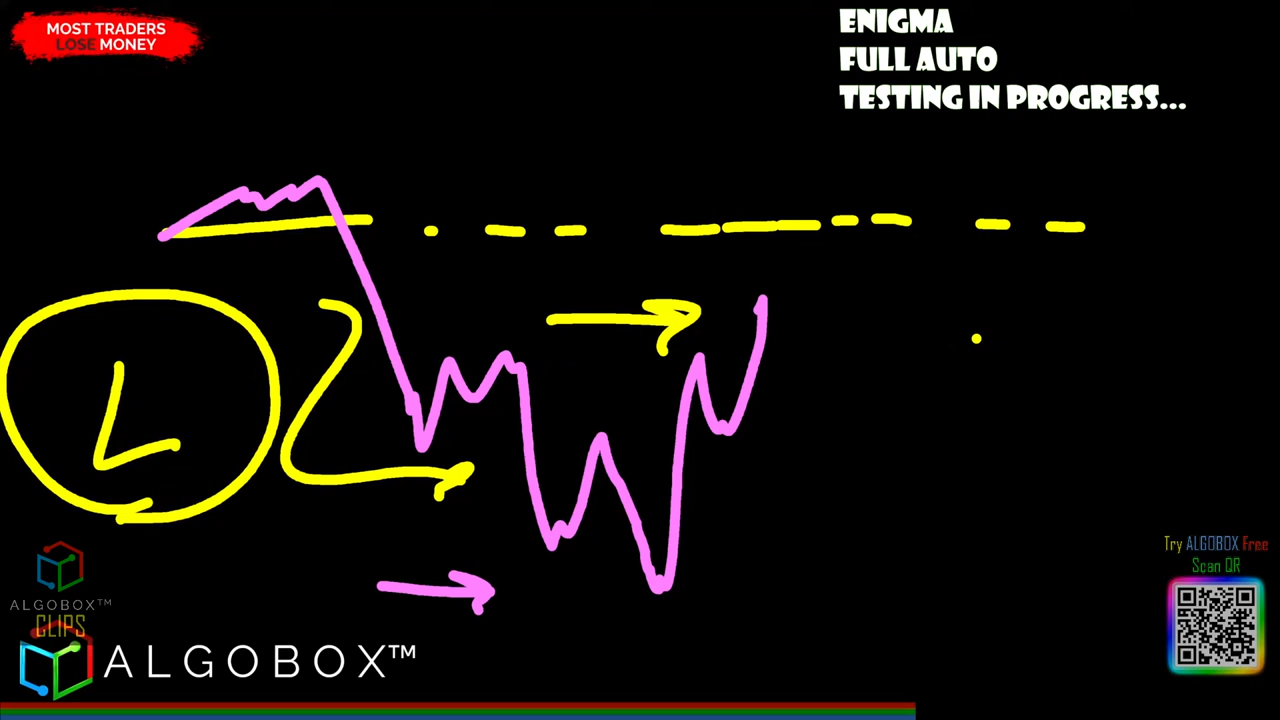 MOST TRADERS
LOSE MONEY
ENIGMA
FULL AUTO
TESTING IN PROGRESS...
L
Try ALGOBOX Free
Scan QR
ALGOBOX™
CLIPS
ALGOBOX™